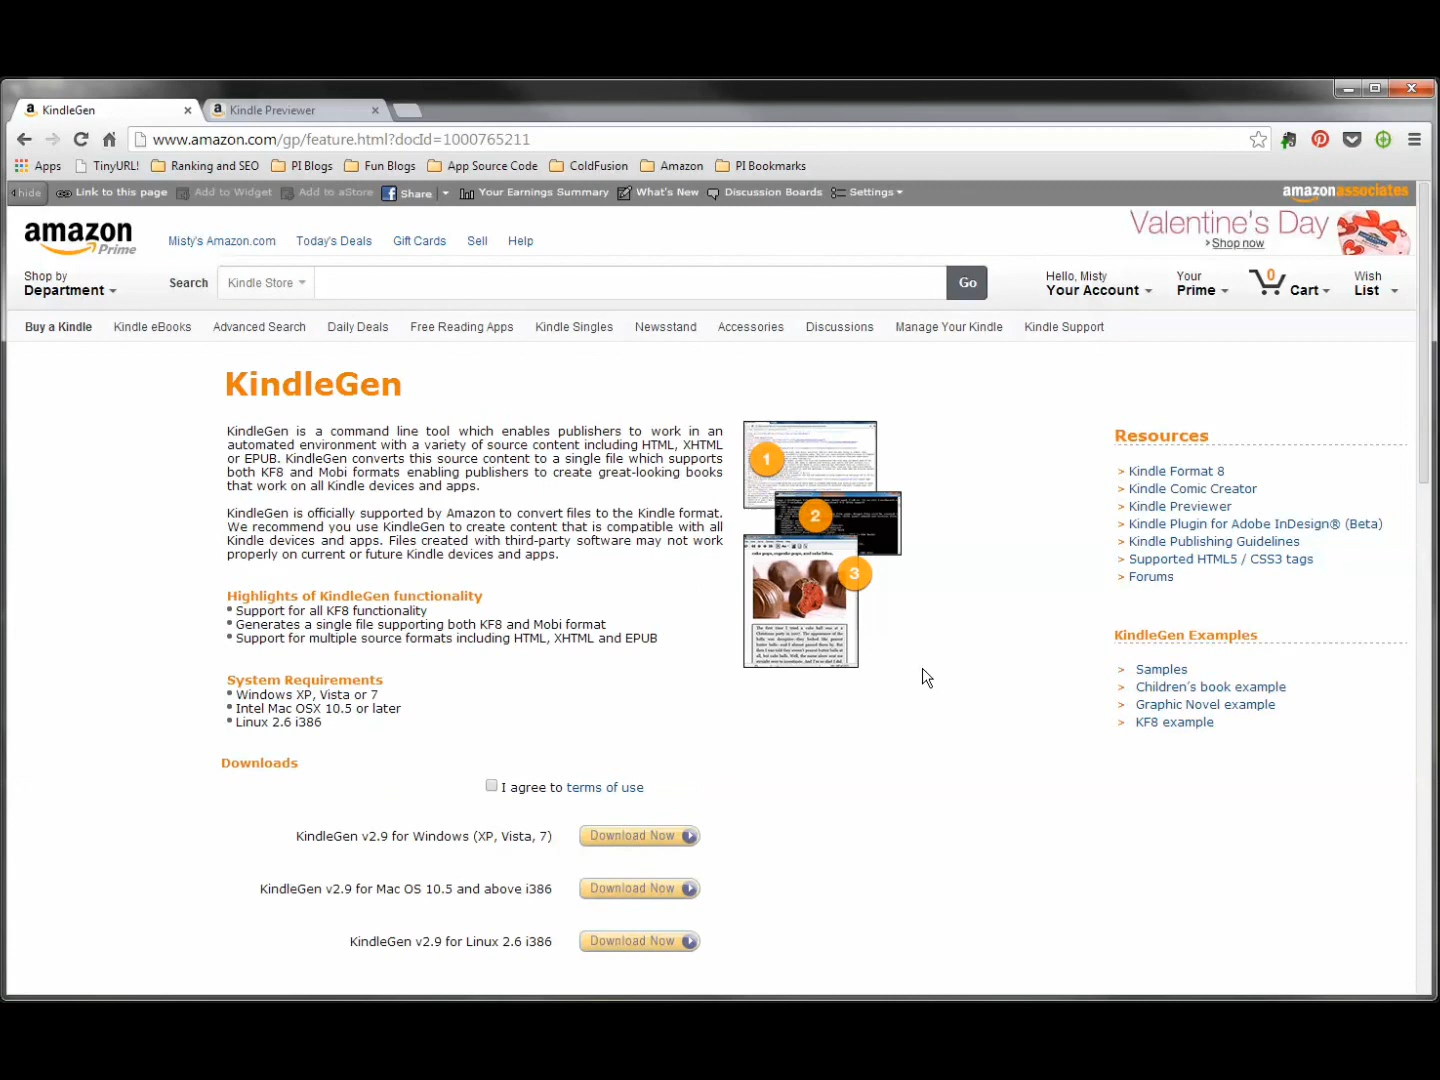 KindleGen
Kindle Previewer
www.amazon.com/gp/feature.html?docId=1000765211
Apps TinyURL! Ranking and SEO PI Blogs Fun Blogs App Source Code ColdFusion Amazon PI Bookmarks
hide Link to this page Add to Widget Add to aStore Share Your Earnings Summary What's New Discussion Boards Settings amazonassociates
amazon Prime
Misty's Amazon.com Today's Deals Gift Cards Sell Help
Valentine's Day
Shop now
Shop by
Department
Search Kindle Store Go
Hello, Misty
Your Account
Your
Prime
0
Cart
Wish
List
Buy a Kindle Kindle eBooks Advanced Search Daily Deals Free Reading Apps Kindle Singles Newsstand Accessories Discussions Manage Your Kindle Kindle Support
KindleGen
KindleGen is a command line tool which enables publishers to work in an
automated environment with a variety of source content including HTML, XHTML
or EPUB. KindleGen converts this source content to a single file which supports
both KF8 and Mobi formats enabling publishers to create great-looking books
that work on all Kindle devices and apps.
KindleGen is officially supported by Amazon to convert files to the Kindle format.
We recommend you use KindleGen to create content that is compatible with all
Kindle devices and apps. Files created with third-party software may not work
properly on current or future Kindle devices and apps.
Highlights of KindleGen functionality
• Support for all KF8 functionality
• Generates a single file supporting both KF8 and Mobi format
• Support for multiple source formats including HTML, XHTML and EPUB
System Requirements
• Windows XP, Vista or 7
• Intel Mac OSX 10.5 or later
• Linux 2.6 i386
1
2
3
Downloads
I agree to terms of use
KindleGen v2.9 for Windows (XP, Vista, 7) Download Now
KindleGen v2.9 for Mac OS 10.5 and above i386 Download Now
KindleGen v2.9 for Linux 2.6 i386 Download Now
Resources
> Kindle Format 8
> Kindle Comic Creator
> Kindle Previewer
> Kindle Plugin for Adobe InDesign® (Beta)
> Kindle Publishing Guidelines
> Supported HTML5 / CSS3 tags
> Forums
KindleGen Examples
> Samples
> Children´s book example
> Graphic Novel example
> KF8 example